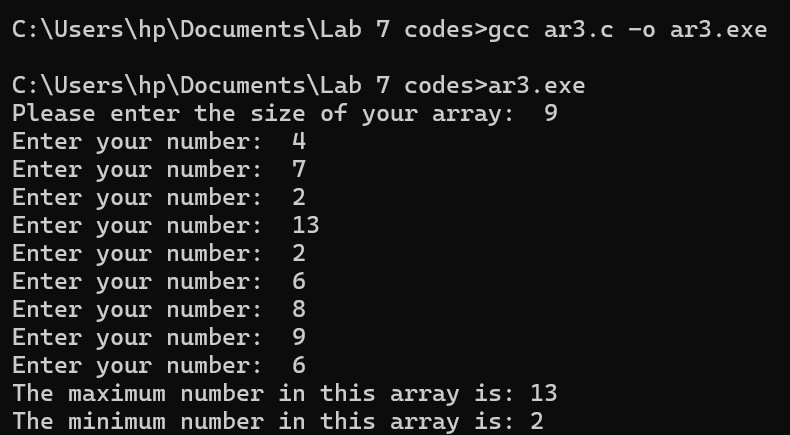 C:\Users\hp\Documents\Lab 7 codes>gcc ar3.c -o ar3.exe
C:\Users\hp\Documents\Lab 7 codes>ar3.exe
Please enter the size of your array:  9
Enter your number:  4
Enter your number:  7
Enter your number:  2
Enter your number:  13
Enter your number:  2
Enter your number:  6
Enter your number:  8
Enter your number:  9
Enter your number:  6
The maximum number in this array is: 13
The minimum number in this array is: 2